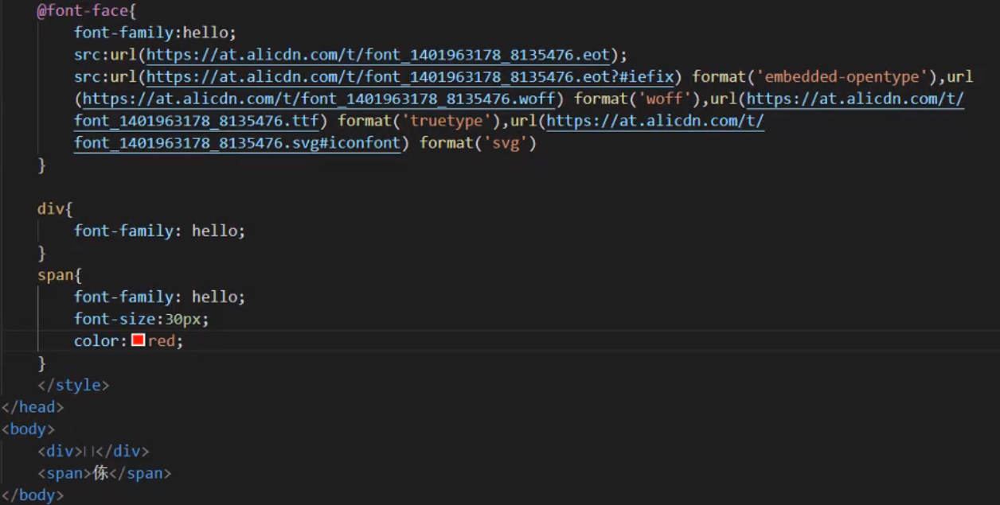 @font-face{
font-family:hello;
src:url(https://at.alicdn.com/t/font_1401963178_8135476.eot);
src:url(https://at.alicdn.com/t/font_1401963178_8135476.eot?#iefix) format('embedded-opentype'),url
(https://at.alicdn.com/t/font_1401963178_8135476.woff) format('woff'),url(https://at.alicdn.com/t/
font_1401963178_8135476.ttf) format('truetype'),url(https://at.alicdn.com/t/
font_1401963178_8135476.svg#iconfont) format('svg')
}
div{
font-family: hello;
}
span{
font-family: hello;
font-size:30px;
color:red;
}
</style>
</head>
<body>
<div></div>
<span>㑈</span>
</body>